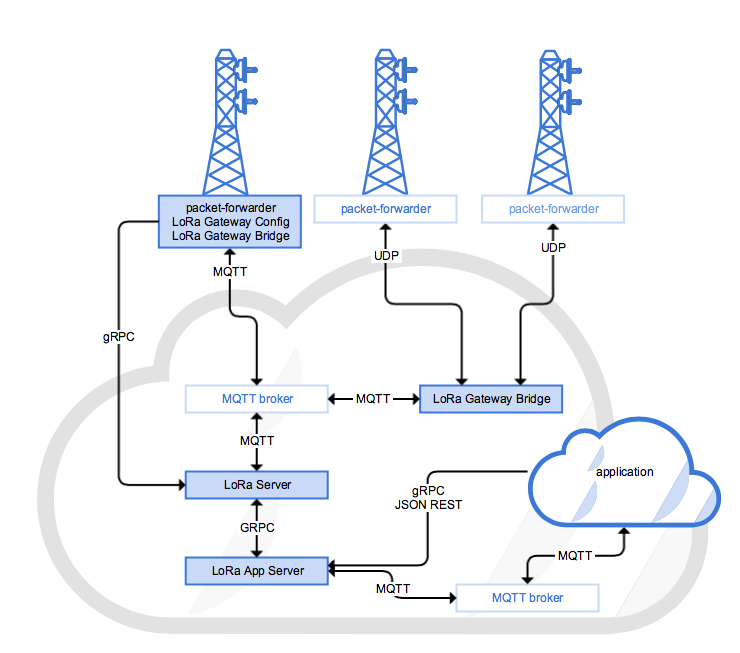 packet-forwarder
LoRa Gateway Config
LoRa Gateway Bridge
packet-forwarder
packet-forwarder
UDP
UDP
MQTT
gRPC
MQTT broker
MQTT
LoRa Gateway Bridge
MQTT
LoRa Server
application
gRPC
JSON REST
GRPC
MQTT
LoRa App Server
MQTT
MQTT broker